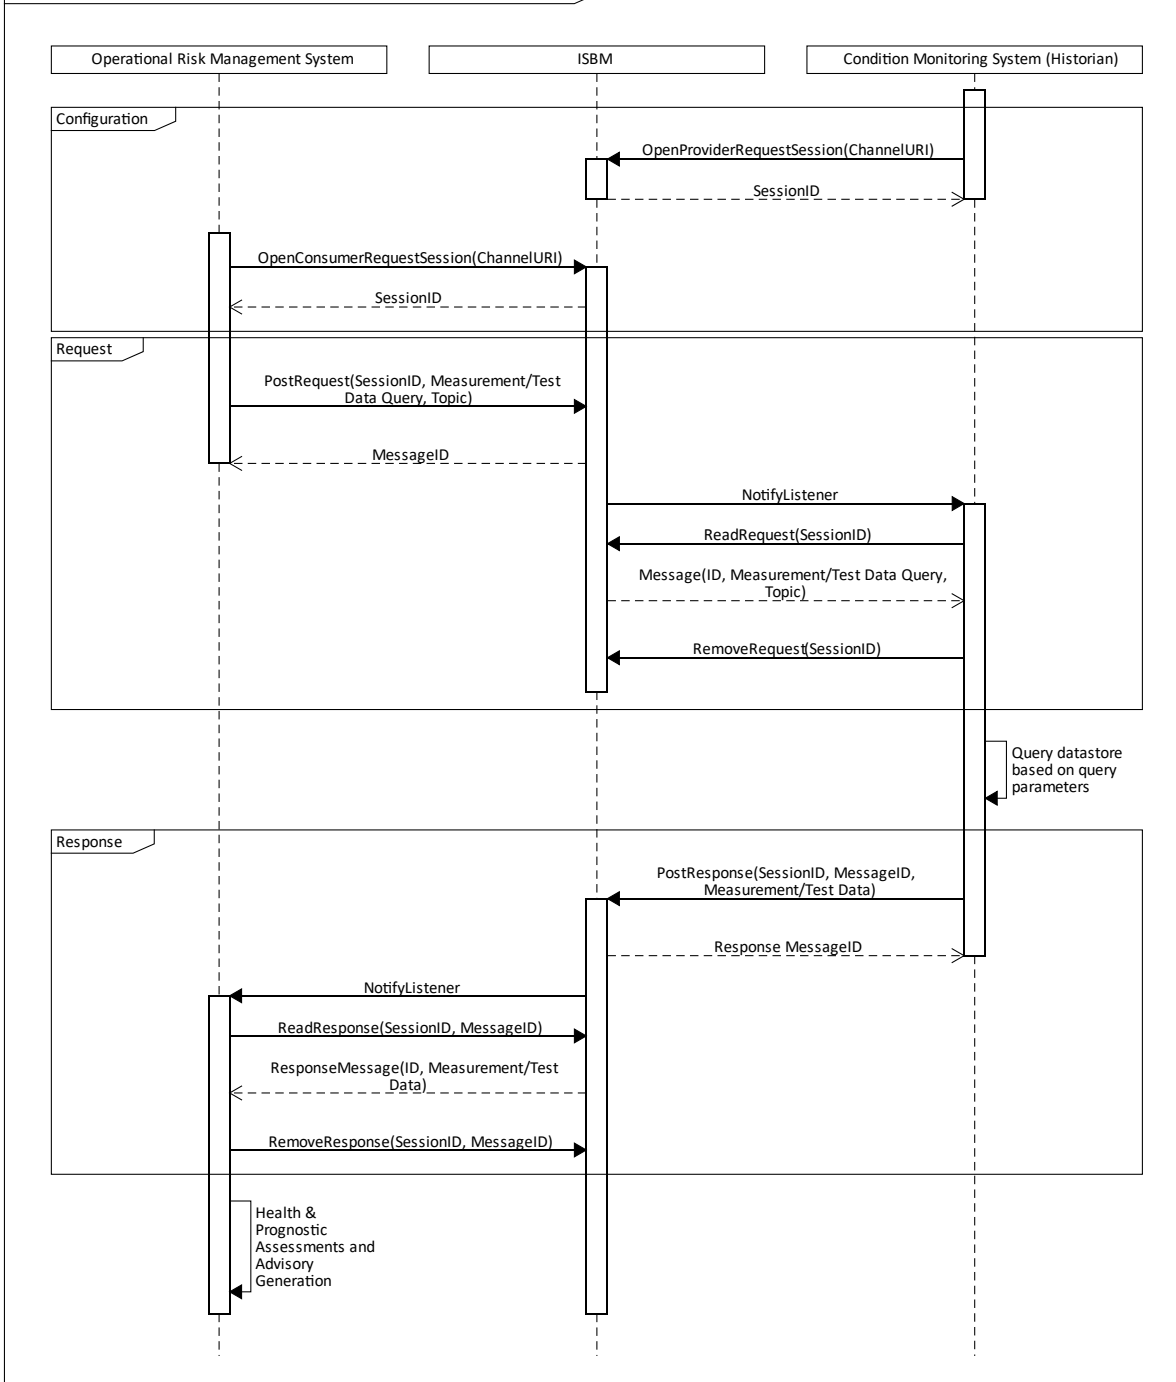 Operational Risk Management System
ISBM
Condition Monitoring System (Historian)
Configuration
OpenProviderRequestSession(ChannelURI)
SessionID
OpenConsumerRequestSession(ChannelURI)
SessionID
Request
PostRequest(SessionID, Measurement/Test
Data Query, Topic)
MessageID
NotifyListener
ReadRequest(SessionID)
Message(ID, Measurement/Test Data Query,
Topic)
RemoveRequest(SessionID)
Query datastore
based on query
parameters
Response
PostResponse(SessionID, MessageID,
Measurement/Test Data)
Response MessageID
NotifyListener
ReadResponse(SessionID, MessageID)
ResponseMessage(ID, Measurement/Test
Data)
RemoveResponse(SessionID, MessageID)
Health &
Prognostic
Assessments and
Advisory
Generation